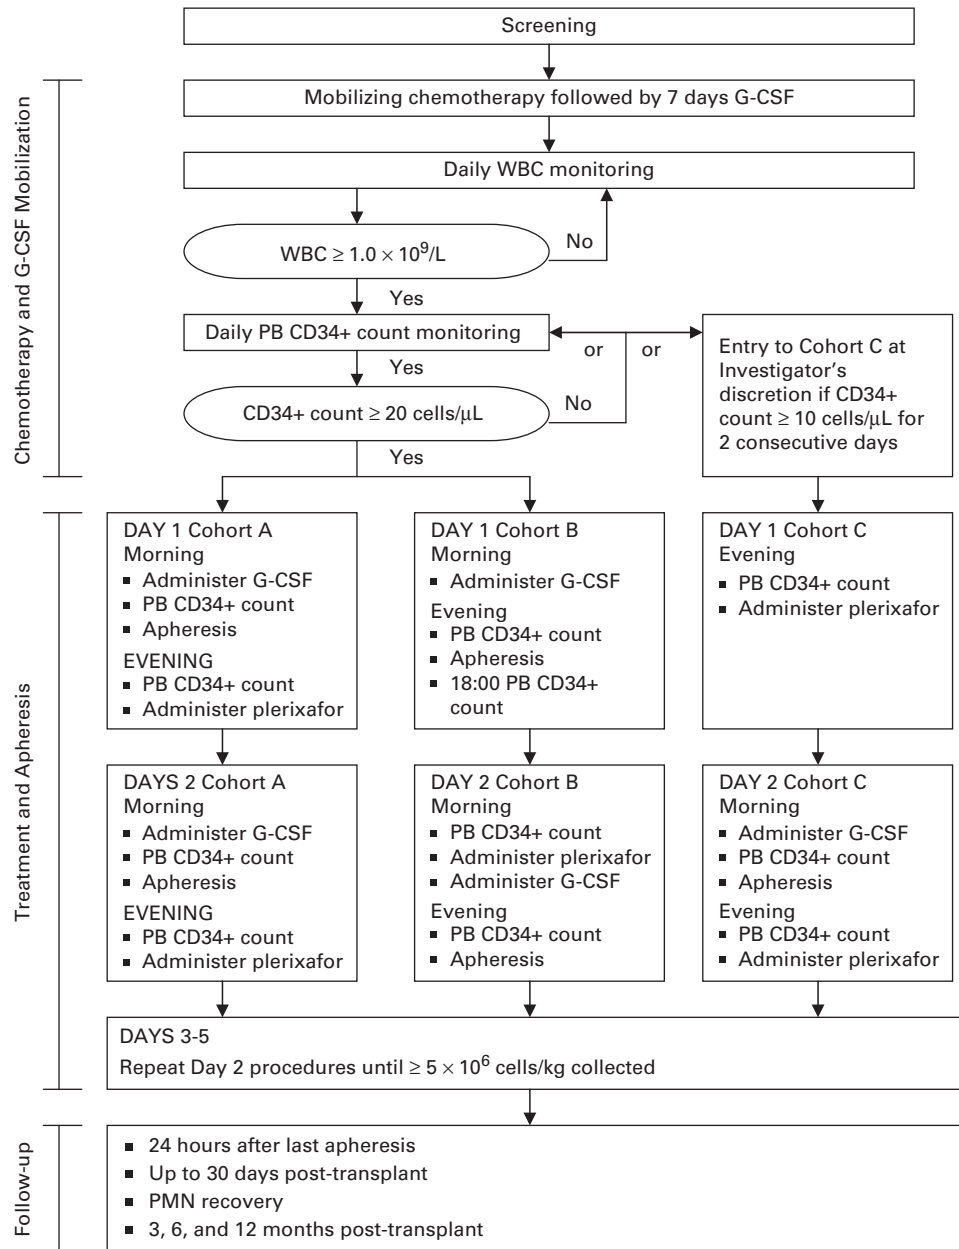 Screening
Chemotherapy and G-CSF Mobilization
Mobilizing chemotherapy followed by 7 days G-CSF
Daily WBC monitoring
WBC ≥ 1.0 × 10⁹/L
No
Yes
Daily PB CD34+ count monitoring
or
or
Yes
CD34+ count ≥ 20 cells/μL
No
Yes
Entry to Cohort C at
Investigator's
discretion if CD34+
count ≥ 10 cells/μL for
2 consecutive days
Treatment and Apheresis
DAY 1 Cohort A
Morning
▪ Administer G-CSF
▪ PB CD34+ count
▪ Apheresis
EVENING
▪ PB CD34+ count
▪ Administer plerixafor
DAY 1 Cohort B
Morning
▪ Administer G-CSF
Evening
▪ PB CD34+ count
▪ Apheresis
▪ 18:00 PB CD34+
count
DAY 1 Cohort C
Evening
▪ PB CD34+ count
▪ Administer plerixafor
DAYS 2 Cohort A
Morning
▪ Administer G-CSF
▪ PB CD34+ count
▪ Apheresis
EVENING
▪ PB CD34+ count
▪ Administer plerixafor
DAY 2 Cohort B
Morning
▪ PB CD34+ count
▪ Administer plerixafor
▪ Administer G-CSF
Evening
▪ PB CD34+ count
▪ Apheresis
DAY 2 Cohort C
Morning
▪ Administer G-CSF
▪ PB CD34+ count
▪ Apheresis
Evening
▪ PB CD34+ count
▪ Administer plerixafor
DAYS 3-5
Repeat Day 2 procedures until ≥ 5 × 10⁶ cells/kg collected
Follow-up
▪ 24 hours after last apheresis
▪ Up to 30 days post-transplant
▪ PMN recovery
▪ 3, 6, and 12 months post-transplant